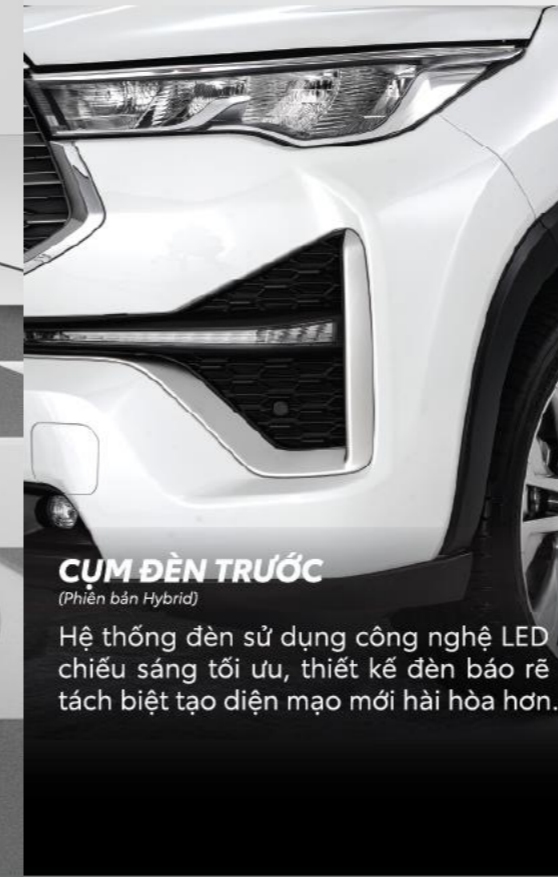 CỤM ĐÈN TRƯỚC
(Phiên bản Hybrid)
Hệ thống đèn sử dụng công nghệ LED
chiếu sáng tối ưu, thiết kế đèn báo rẽ
tách biệt tạo diện mạo mới hài hòa hơn.